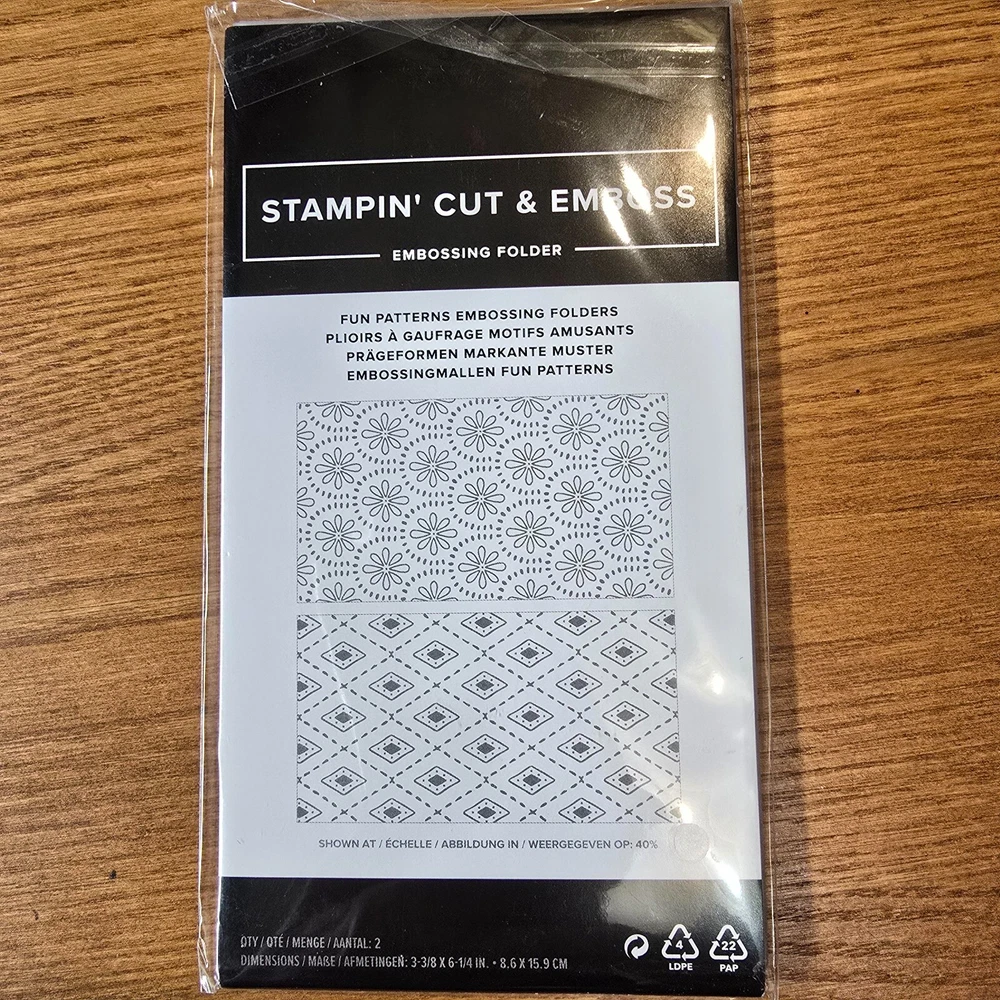 STAMPIN' CUT & EMBOSS
EMBOSSING FOLDER
FUN PATTERNS EMBOSSING FOLDERS
PLIOIRS À GAUFRAGE MOTIFS AMUSANTS
PRÄGEFORMEN MARKANTE MUSTER
EMBOSSINGMALLEN FUN PATTERNS
SHOWN AT / ÉCHELLE / ABBILDUNG IN / WEERGEGEVEN OP: 40%
QTY / QTÉ / MENGE / AANTAL: 2
DIMENSIONS / MAßE / AFMETINGEN: 3-3/8 X 6-1/4 IN. • 8.6 X 15.9 CM
4
LDPE
22
PAP